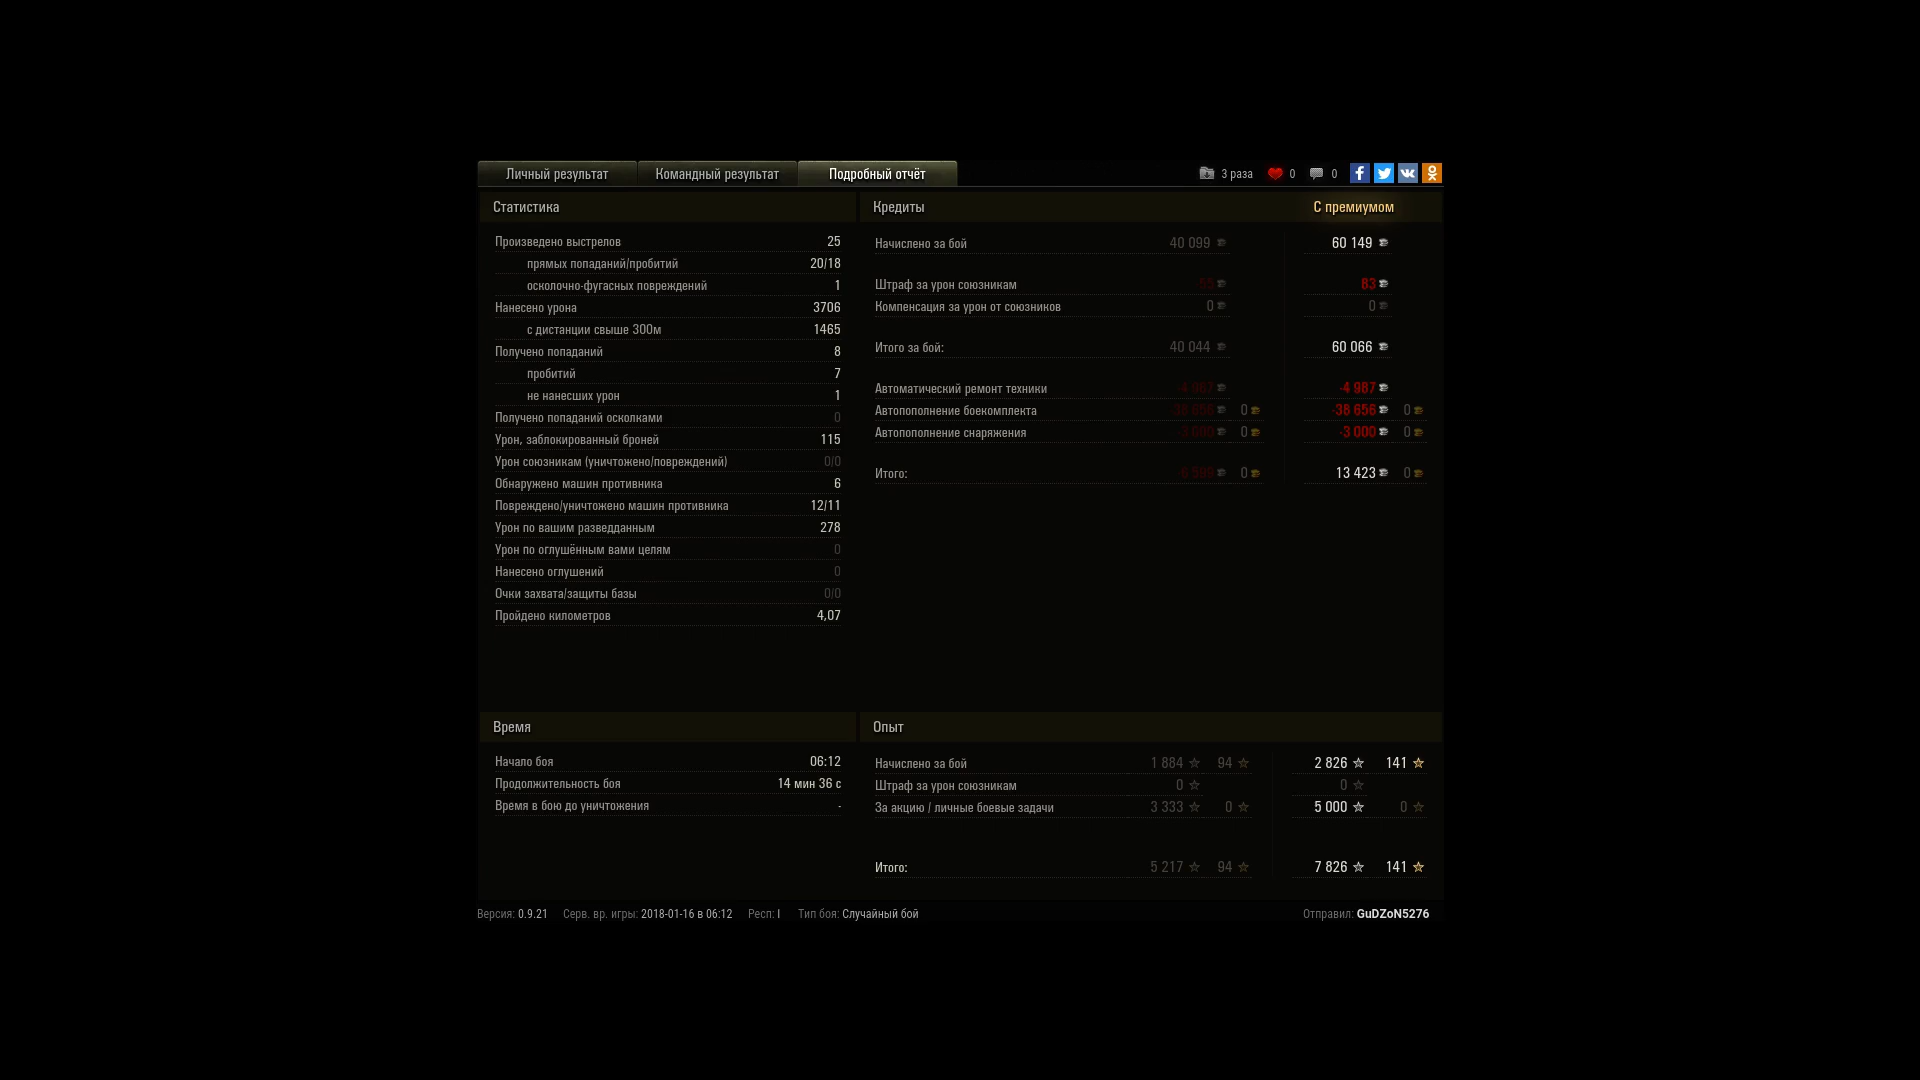 Личный результат Командный результат Подробный отчёт 3 раза 0 0
Статистика
Произведено выстрелов 25
прямых попаданий/пробитий 20/18
осколочно-фугасных повреждений 1
Нанесено урона 3706
с дистанции свыше 300м 1465
Получено попаданий 8
пробитий 7
не нанесших урон 1
Получено попаданий осколками 0
Урон, заблокированный броней 115
Урон союзникам (уничтожено/повреждений) 0/0
Обнаружено машин противника 6
Повреждено/уничтожено машин противника 12/11
Урон по вашим разведданным 278
Урон по оглушённым вами целям 0
Нанесено оглушений 0
Очки захвата/защиты базы 0/0
Пройдено километров 4,07
Кредиты С премиумом
Начислено за бой 40 099 60 149
Штраф за урон союзникам 55 83
Компенсация за урон от союзников 0 0
Итого за бой: 40 044 60 066
Автоматический ремонт техники -4 987 -4 987
Автопополнение боекомплекта -38 656 0 -38 656 0
Автопополнение снаряжения -3 000 0 -3 000 0
Итого: -6 599 0 13 423 0
Время
Начало боя 06:12
Продолжительность боя 14 мин 36 с
Время в бою до уничтожения -
Опыт
Начислено за бой 1 884 94 2 826 141
Штраф за урон союзникам 0 0
За акцию / личные боевые задачи 3 333 0 5 000 0
Итого: 5 217 94 7 826 141
Версия: 0.9.21 Серв. вр. игры: 2018-01-16 в 06:12 Респ: I Тип боя: Случайный бой Отправил: GuDZoN5276